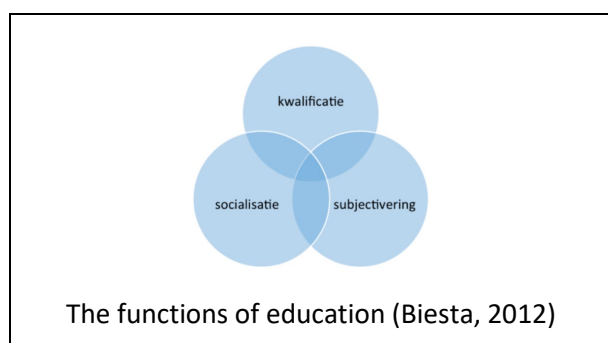 kwalificatie
socialisatie
subjectivering
The functions of education (Biesta, 2012)